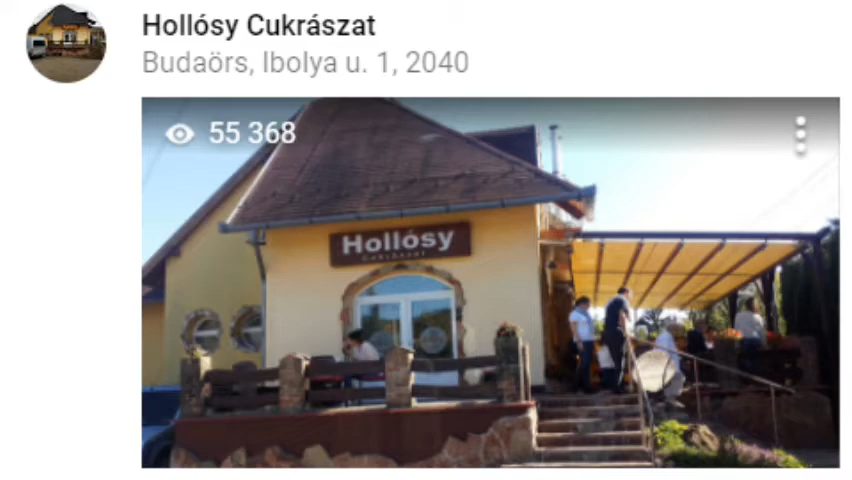 Hollósy Cukrászat
Budaörs, Ibolya u. 1, 2040
55 368
Hollósy
CUKRÁSZAT